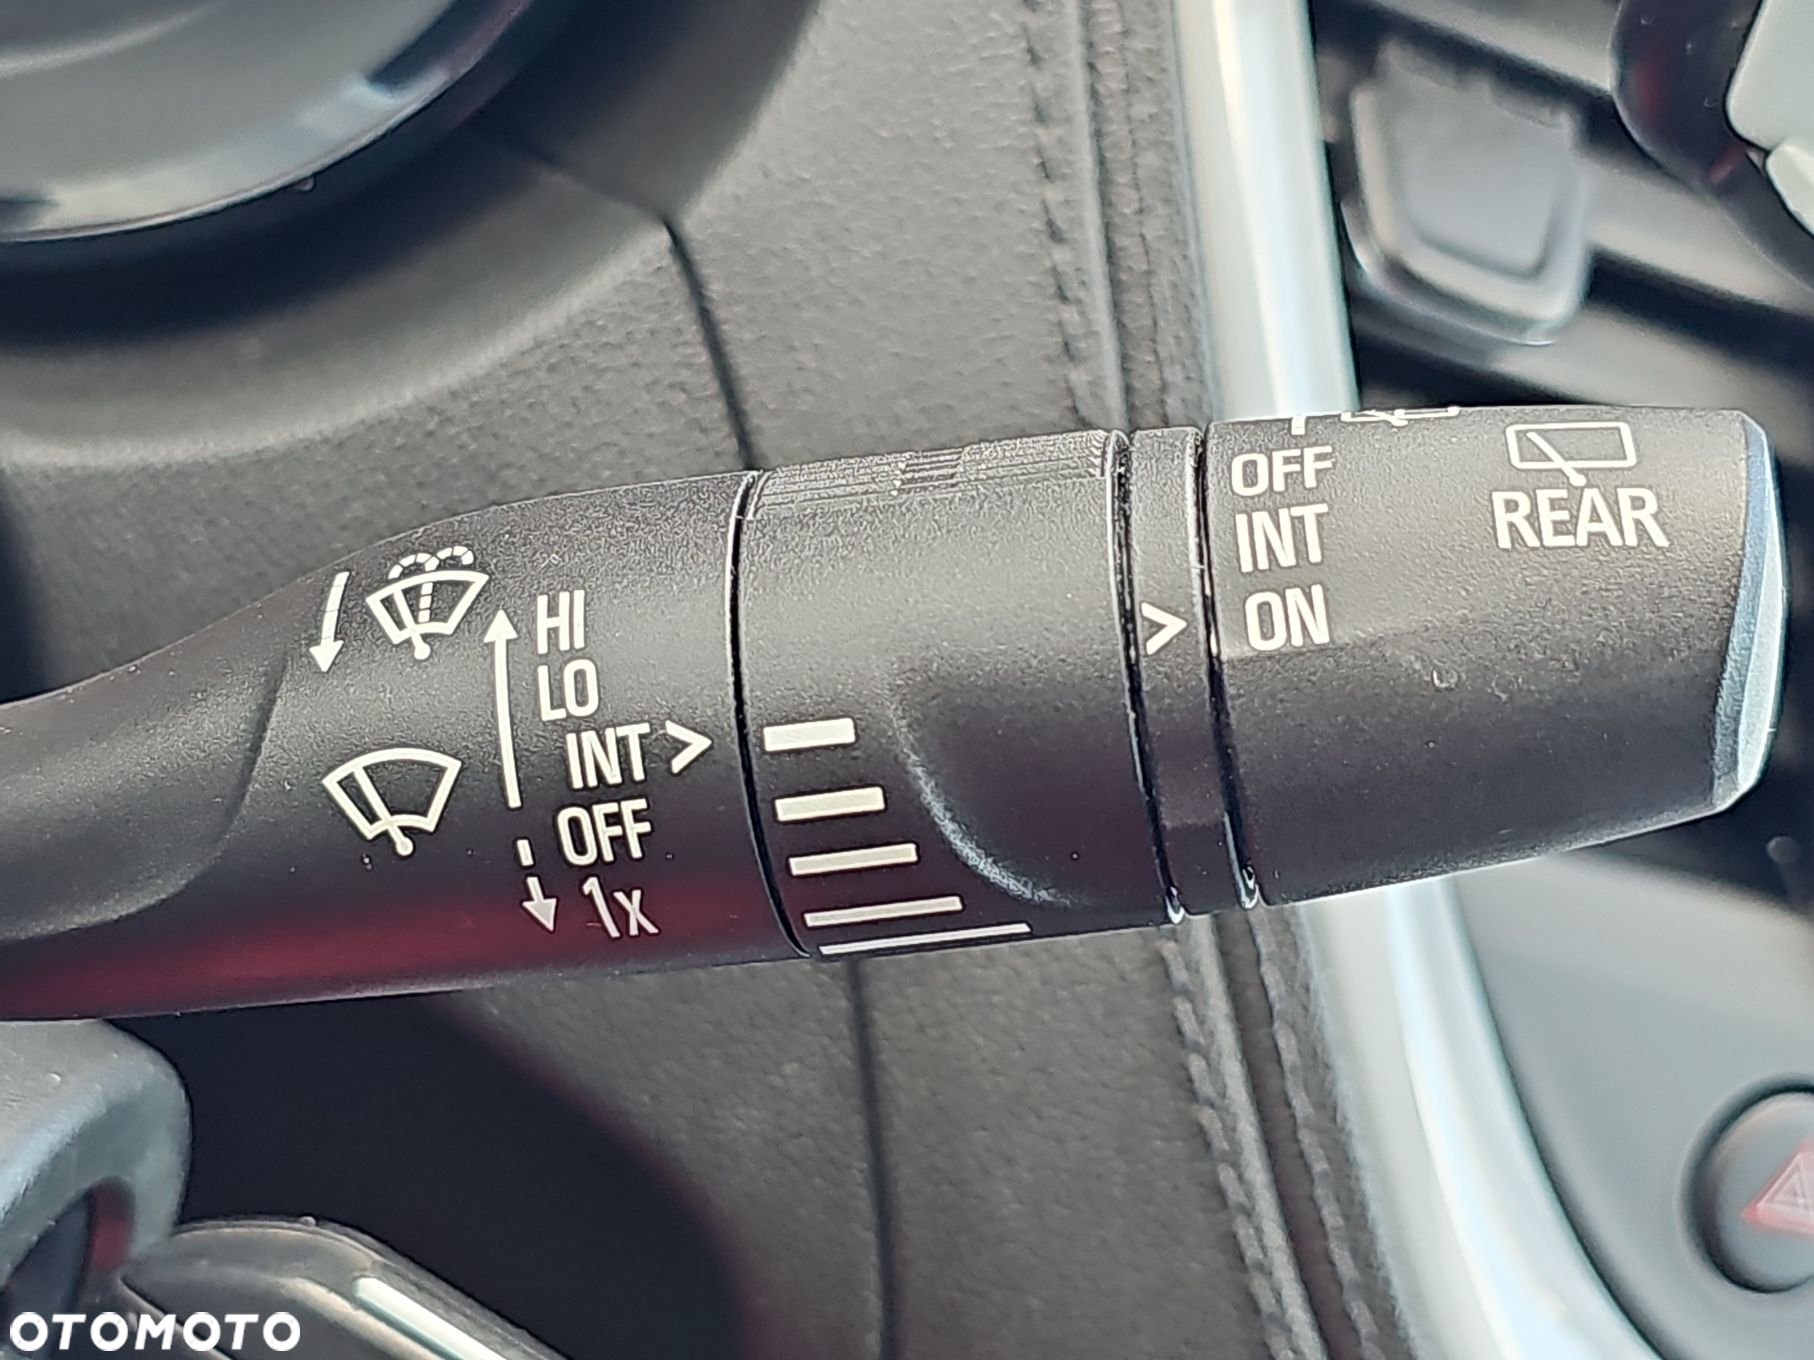 HI
LO
INT >
OFF
1x
>
OFF
INT
ON
REAR
OTOMOTO